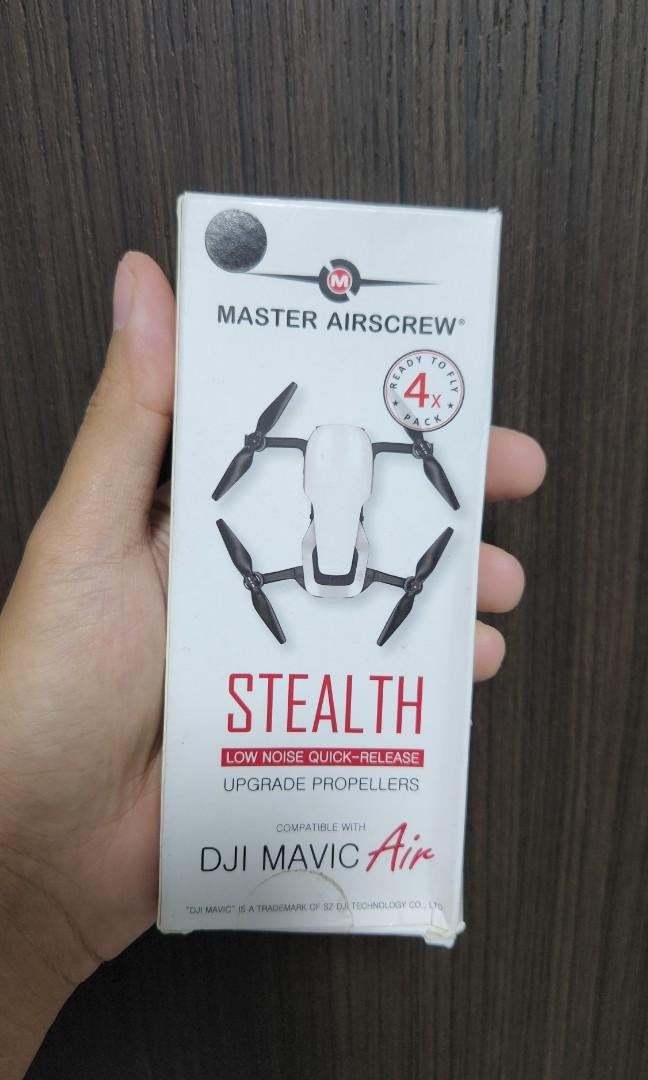 M
MASTER AIRSCREW®
READY TO FLY
4x
PACK
STEALTH
LOW NOISE QUICK-RELEASE
UPGRADE PROPELLERS
COMPATIBLE WITH
DJI MAVIC Air
"DJI MAVIC" IS A TRADEMARK OF SZ DJI TECHNOLOGY CO., LTD